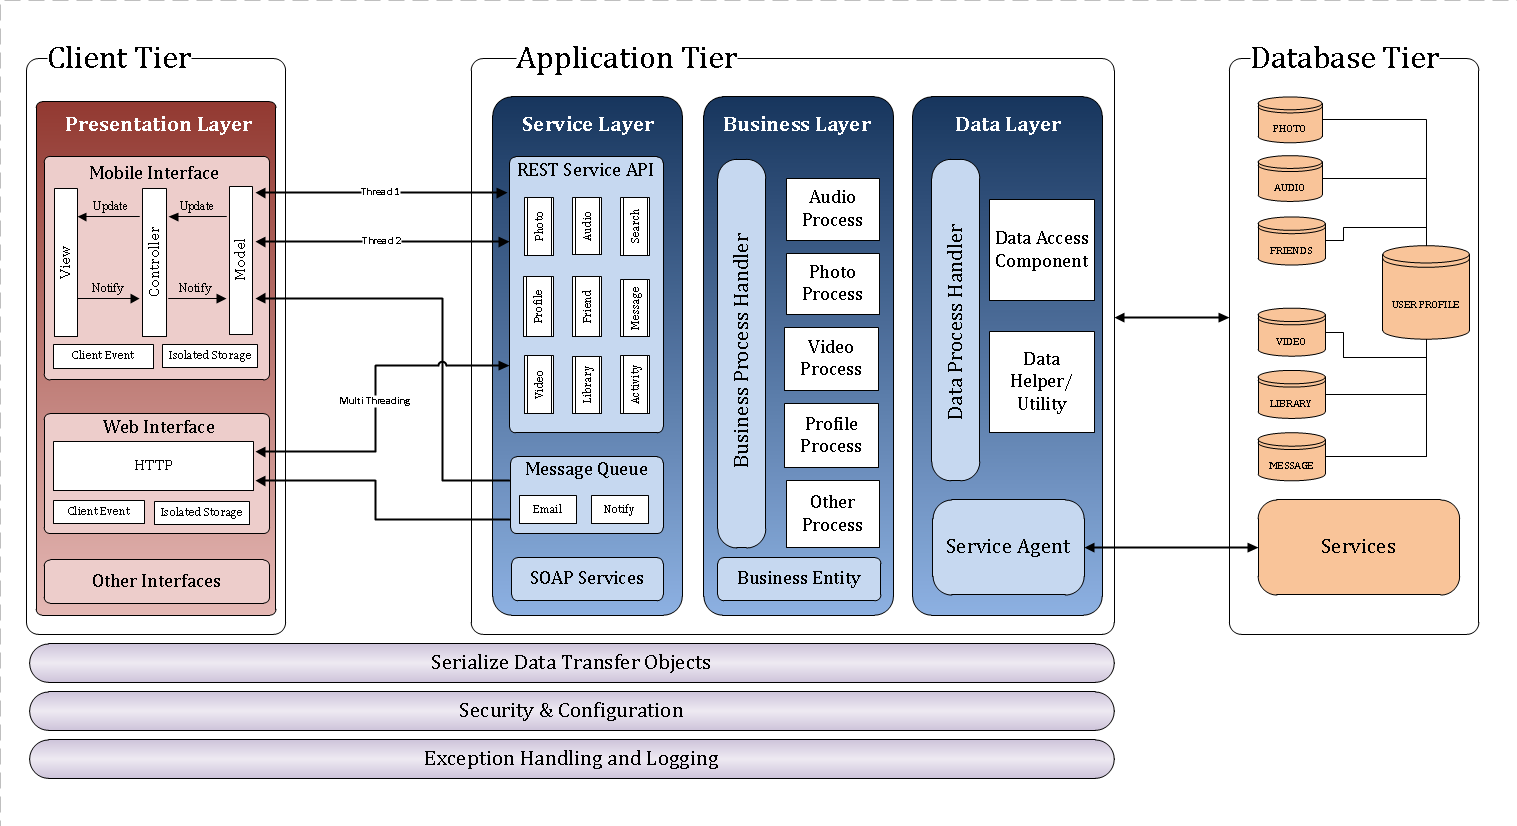 Client Tier
Presentation Layer
Mobile Interface
View
Update
Controller
Update
Model
Notify
Notify
Client Event
Isolated Storage
Web Interface
HTTP
Client Event
Isolated Storage
Other Interfaces
Thread 1
Thread 2
Multi Threading
Application Tier
Service Layer
REST Service API
Photo
Audio
Search
Profile
Friend
Message
Video
Library
Activity
Message Queue
Email
Notify
SOAP Services
Business Layer
Business Process Handler
Audio
Process
Photo
Process
Video
Process
Profile
Process
Other
Process
Business Entity
Data Layer
Data Process Handler
Data Access
Component
Data
Helper/
Utility
Service Agent
Database Tier
PHOTO
AUDIO
FRIENDS
USER PROFILE
VIDEO
LIBRARY
MESSAGE
Services
Serialize Data Transfer Objects
Security & Configuration
Exception Handling and Logging